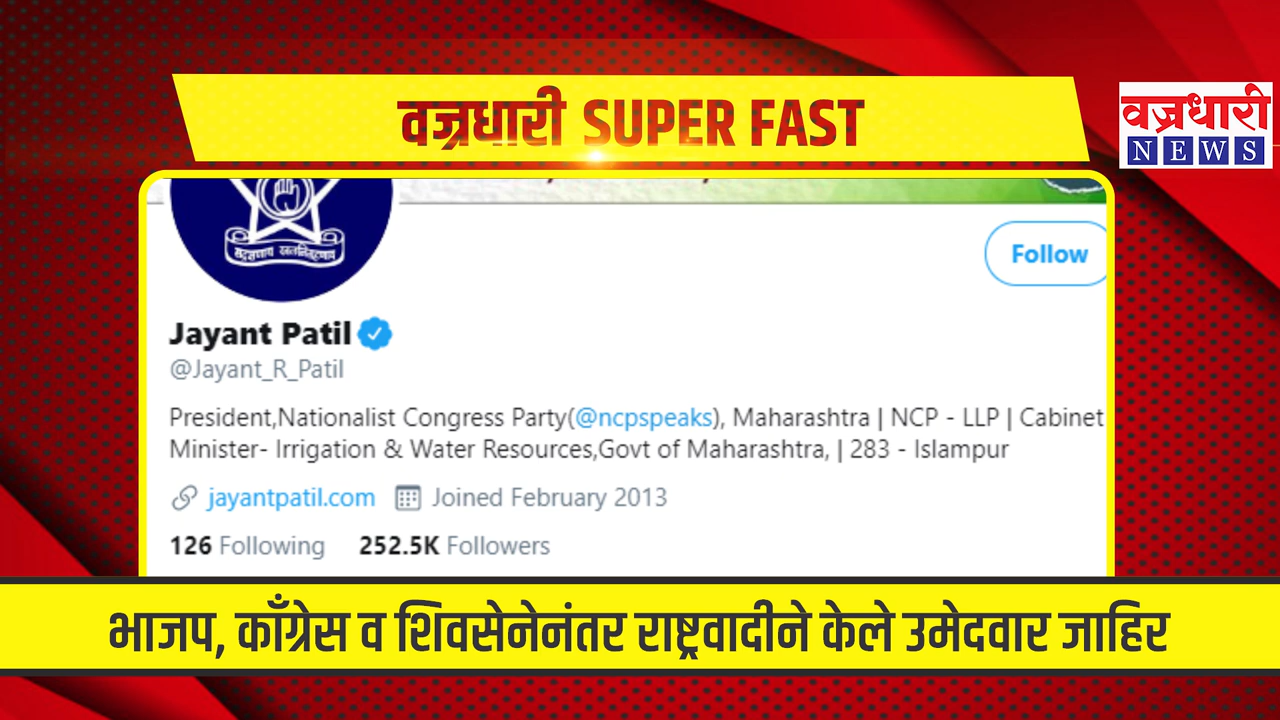 वज्रधारी SUPER FAST
वज्रधारी
NEWS
Follow
Jayant Patil
@Jayant_R_Patil
President,Nationalist Congress Party(@ncpspeaks), Maharashtra | NCP - LLP | Cabinet
Minister- Irrigation & Water Resources,Govt of Maharashtra, | 283 - Islampur
jayantpatil.com Joined February 2013
126 Following 252.5K Followers
भाजप, काँग्रेस व शिवसेनेनंतर राष्ट्रवादीने केले उमेदवार जाहिर